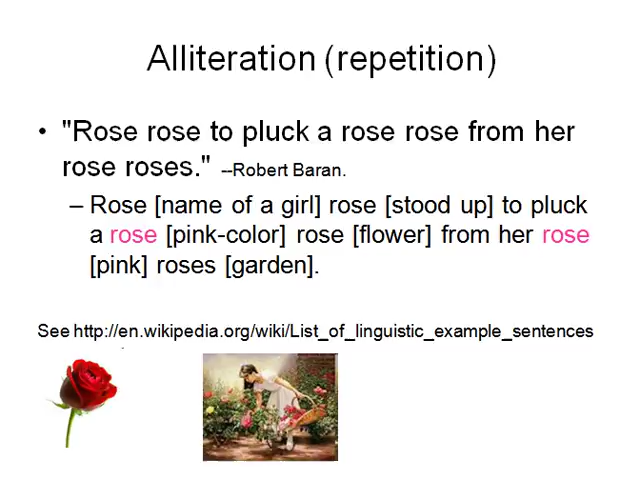 Alliteration (repetition)
• "Rose rose to pluck a rose rose from her
rose roses." --Robert Baran.
– Rose [name of a girl] rose [stood up] to pluck
a rose [pink-color] rose [flower] from her rose
[pink] roses [garden].
See http://en.wikipedia.org/wiki/List_of_linguistic_example_sentences